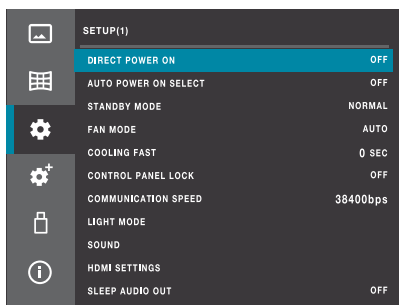 SETUP(1)
DIRECT POWER ON OFF
AUTO POWER ON SELECT OFF
STANDBY MODE NORMAL
FAN MODE AUTO
COOLING FAST 0 SEC
CONTROL PANEL LOCK OFF
COMMUNICATION SPEED 38400bps
LIGHT MODE
SOUND
HDMI SETTINGS
SLEEP AUDIO OUT OFF